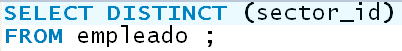 SELECT DISTINCT (sector_id)
FROM empleado ;